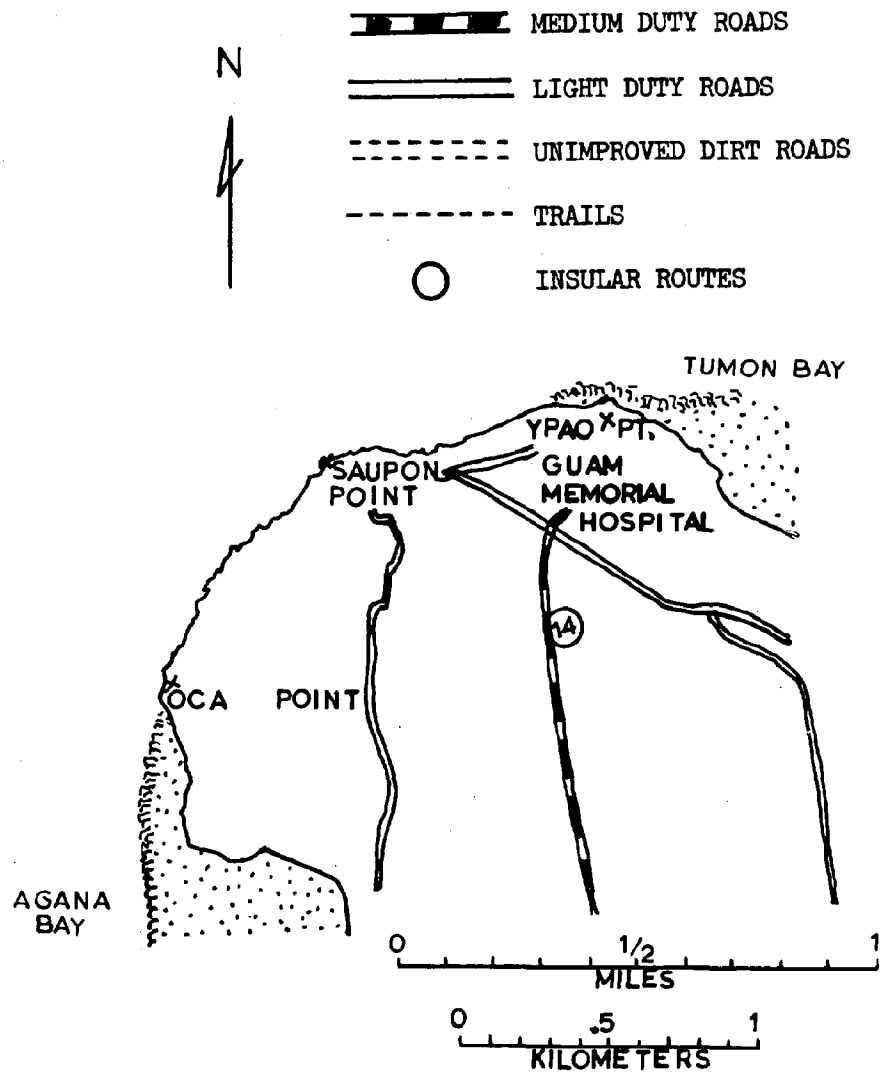 MEDIUM DUTY ROADS
N
LIGHT DUTY ROADS
UNIMPROVED DIRT ROADS
TRAILS
INSULAR ROUTES
TUMON BAY
YPAO PT.
SAUPON
POINT
GUAM
MEMORIAL
HOSPITAL
14
OCA POINT
AGANA
BAY
0 1/2 1
MILES
0 .5 1
KILOMETERS